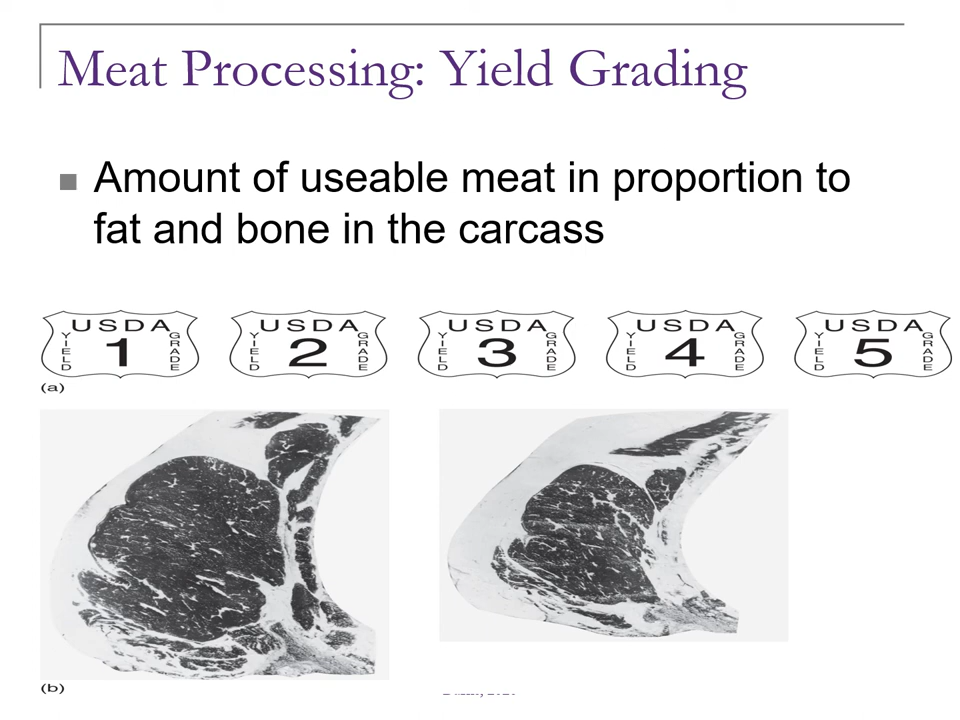 Meat Processing: Yield Grading
Amount of useable meat in proportion to
fat and bone in the carcass
USDA YIELD 1 GRADE
USDA YIELD 2 GRADE
USDA YIELD 3 GRADE
USDA YIELD 4 GRADE
USDA YIELD 5 GRADE
(a)
(b)